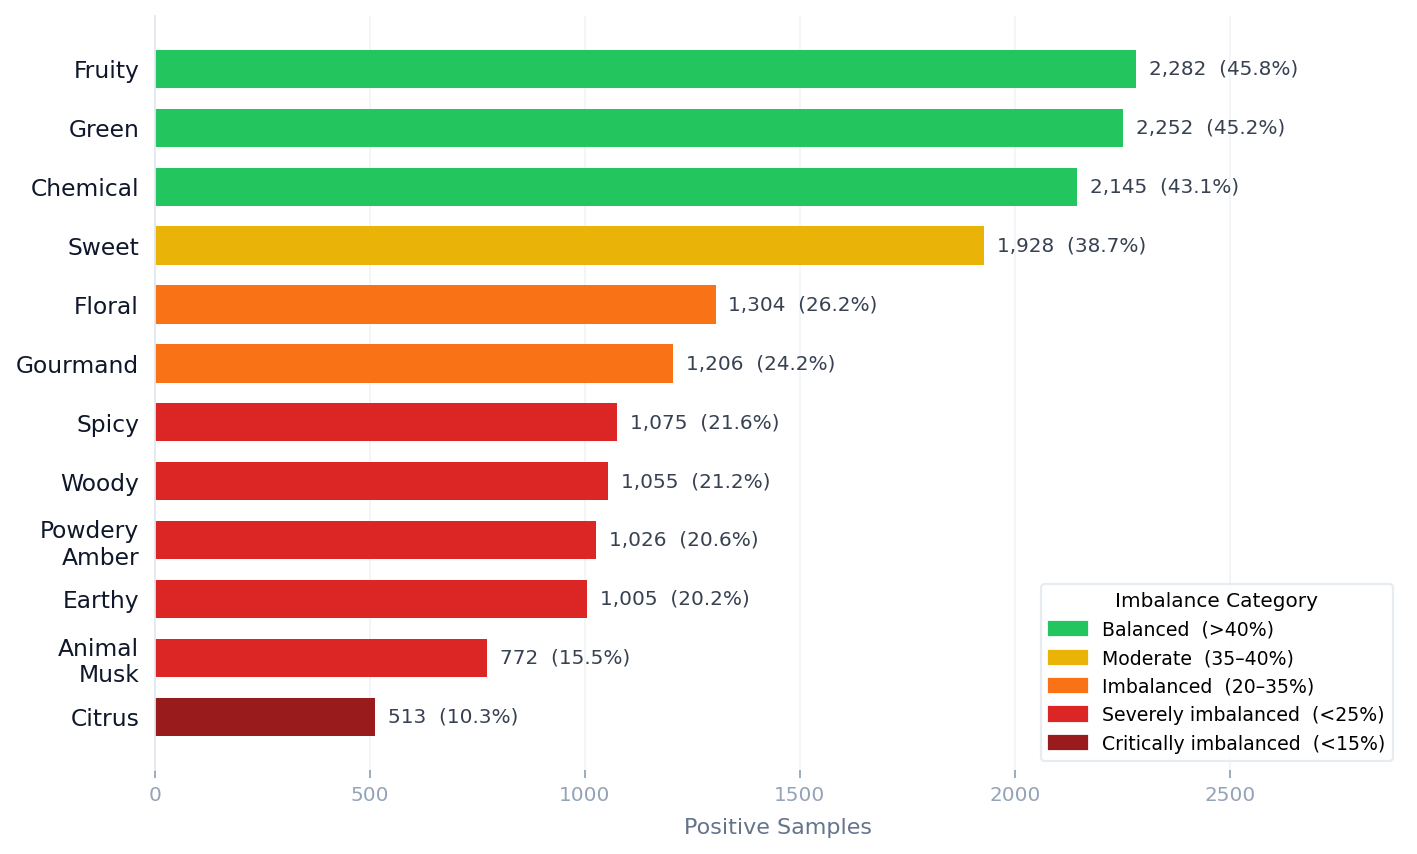 Fruity 2,282 (45.8%)
Green 2,252 (45.2%)
Chemical 2,145 (43.1%)
Sweet 1,928 (38.7%)
Floral 1,304 (26.2%)
Gourmand 1,206 (24.2%)
Spicy 1,075 (21.6%)
Woody 1,055 (21.2%)
Powdery
Amber 1,026 (20.6%)
Earthy 1,005 (20.2%)
Animal
Musk 772 (15.5%)
Citrus 513 (10.3%)
Imbalance Category
Balanced (>40%)
Moderate (35–40%)
Imbalanced (20–35%)
Severely imbalanced (<25%)
Critically imbalanced (<15%)
0 500 1000 1500 2000 2500
Positive Samples